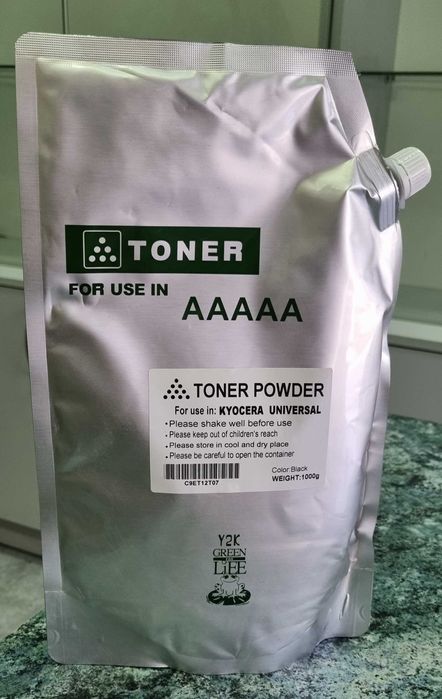 TONER
FOR USE IN AAAAA
TONER POWDER
For use in: KYOCERA UNIVERSAL
•Please shake well before use
•Please keep out of children's reach
•Please store in cool and dry place
•Please be careful to open the container
C9ET12T07
Color:Black
WEIGHT:1000g
Y2K
GREEN
LiFE